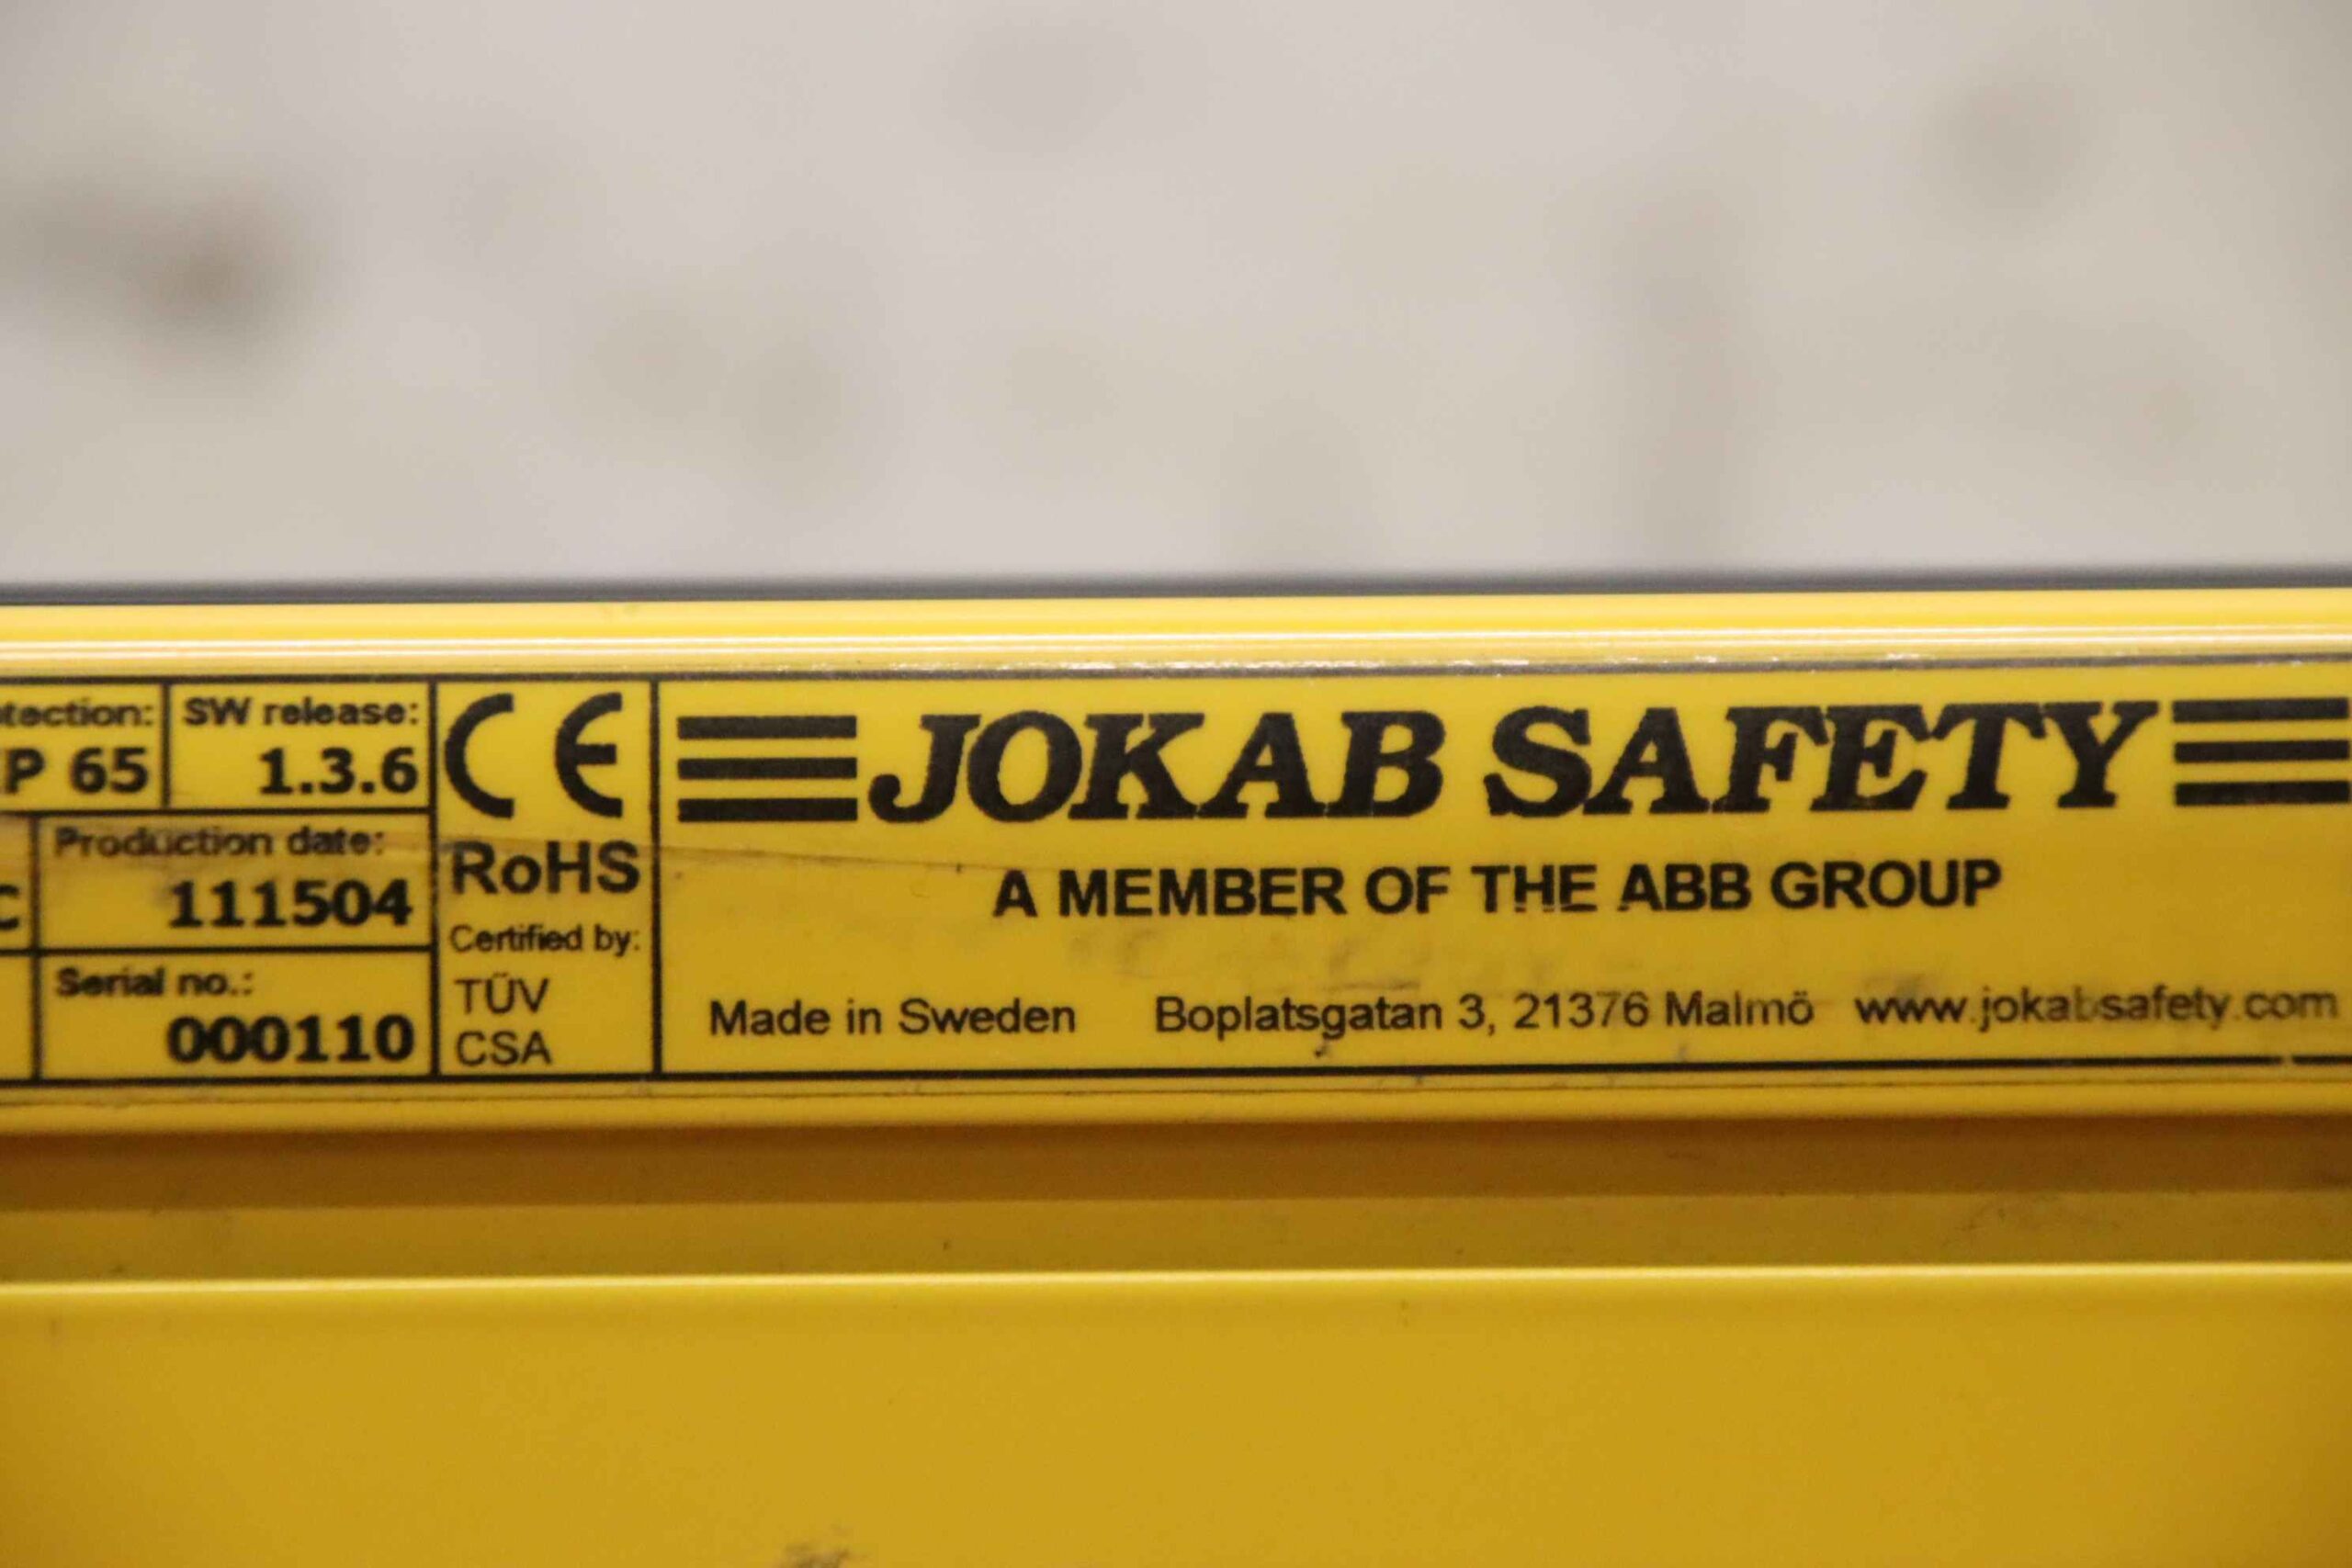 tection:
P 65
SW release:
1.3.6
C
Production date:
111504
Serial no.:
000110
CE
RoHS
Certified by:
TÜV
CSA
JOKAB SAFETY
A MEMBER OF THE ABB GROUP
Made in Sweden Boplatsgatan 3, 21376 Malmö www.jokabsafety.com